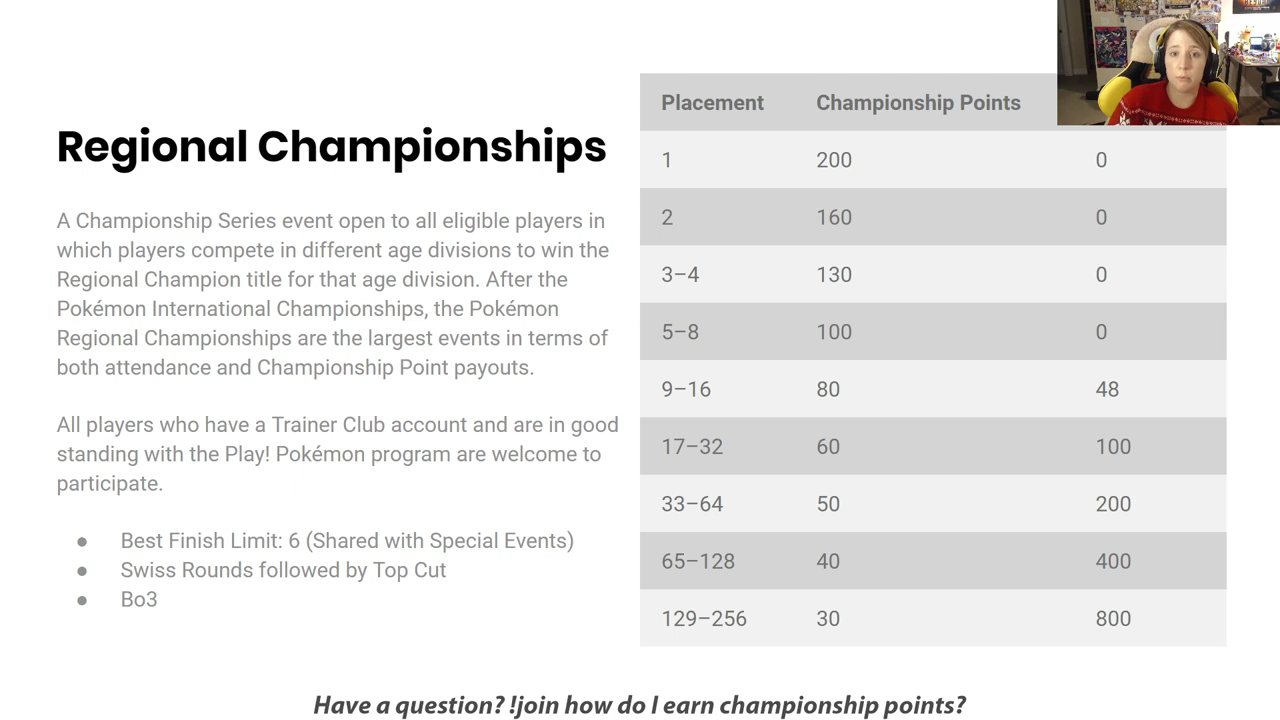 Regional Championships
A Championship Series event open to all eligible players in
which players compete in different age divisions to win the
Regional Champion title for that age division. After the
Pokémon International Championships, the Pokémon
Regional Championships are the largest events in terms of
both attendance and Championship Point payouts.
All players who have a Trainer Club account and are in good
standing with the Play! Pokémon program are welcome to
participate.
● Best Finish Limit: 6 (Shared with Special Events)
● Swiss Rounds followed by Top Cut
● Bo3
Placement Championship Points
1 200 0
2 160 0
3–4 130 0
5–8 100 0
9–16 80 48
17–32 60 100
33–64 50 200
65–128 40 400
129–256 30 800
Have a question? !join how do I earn championship points?